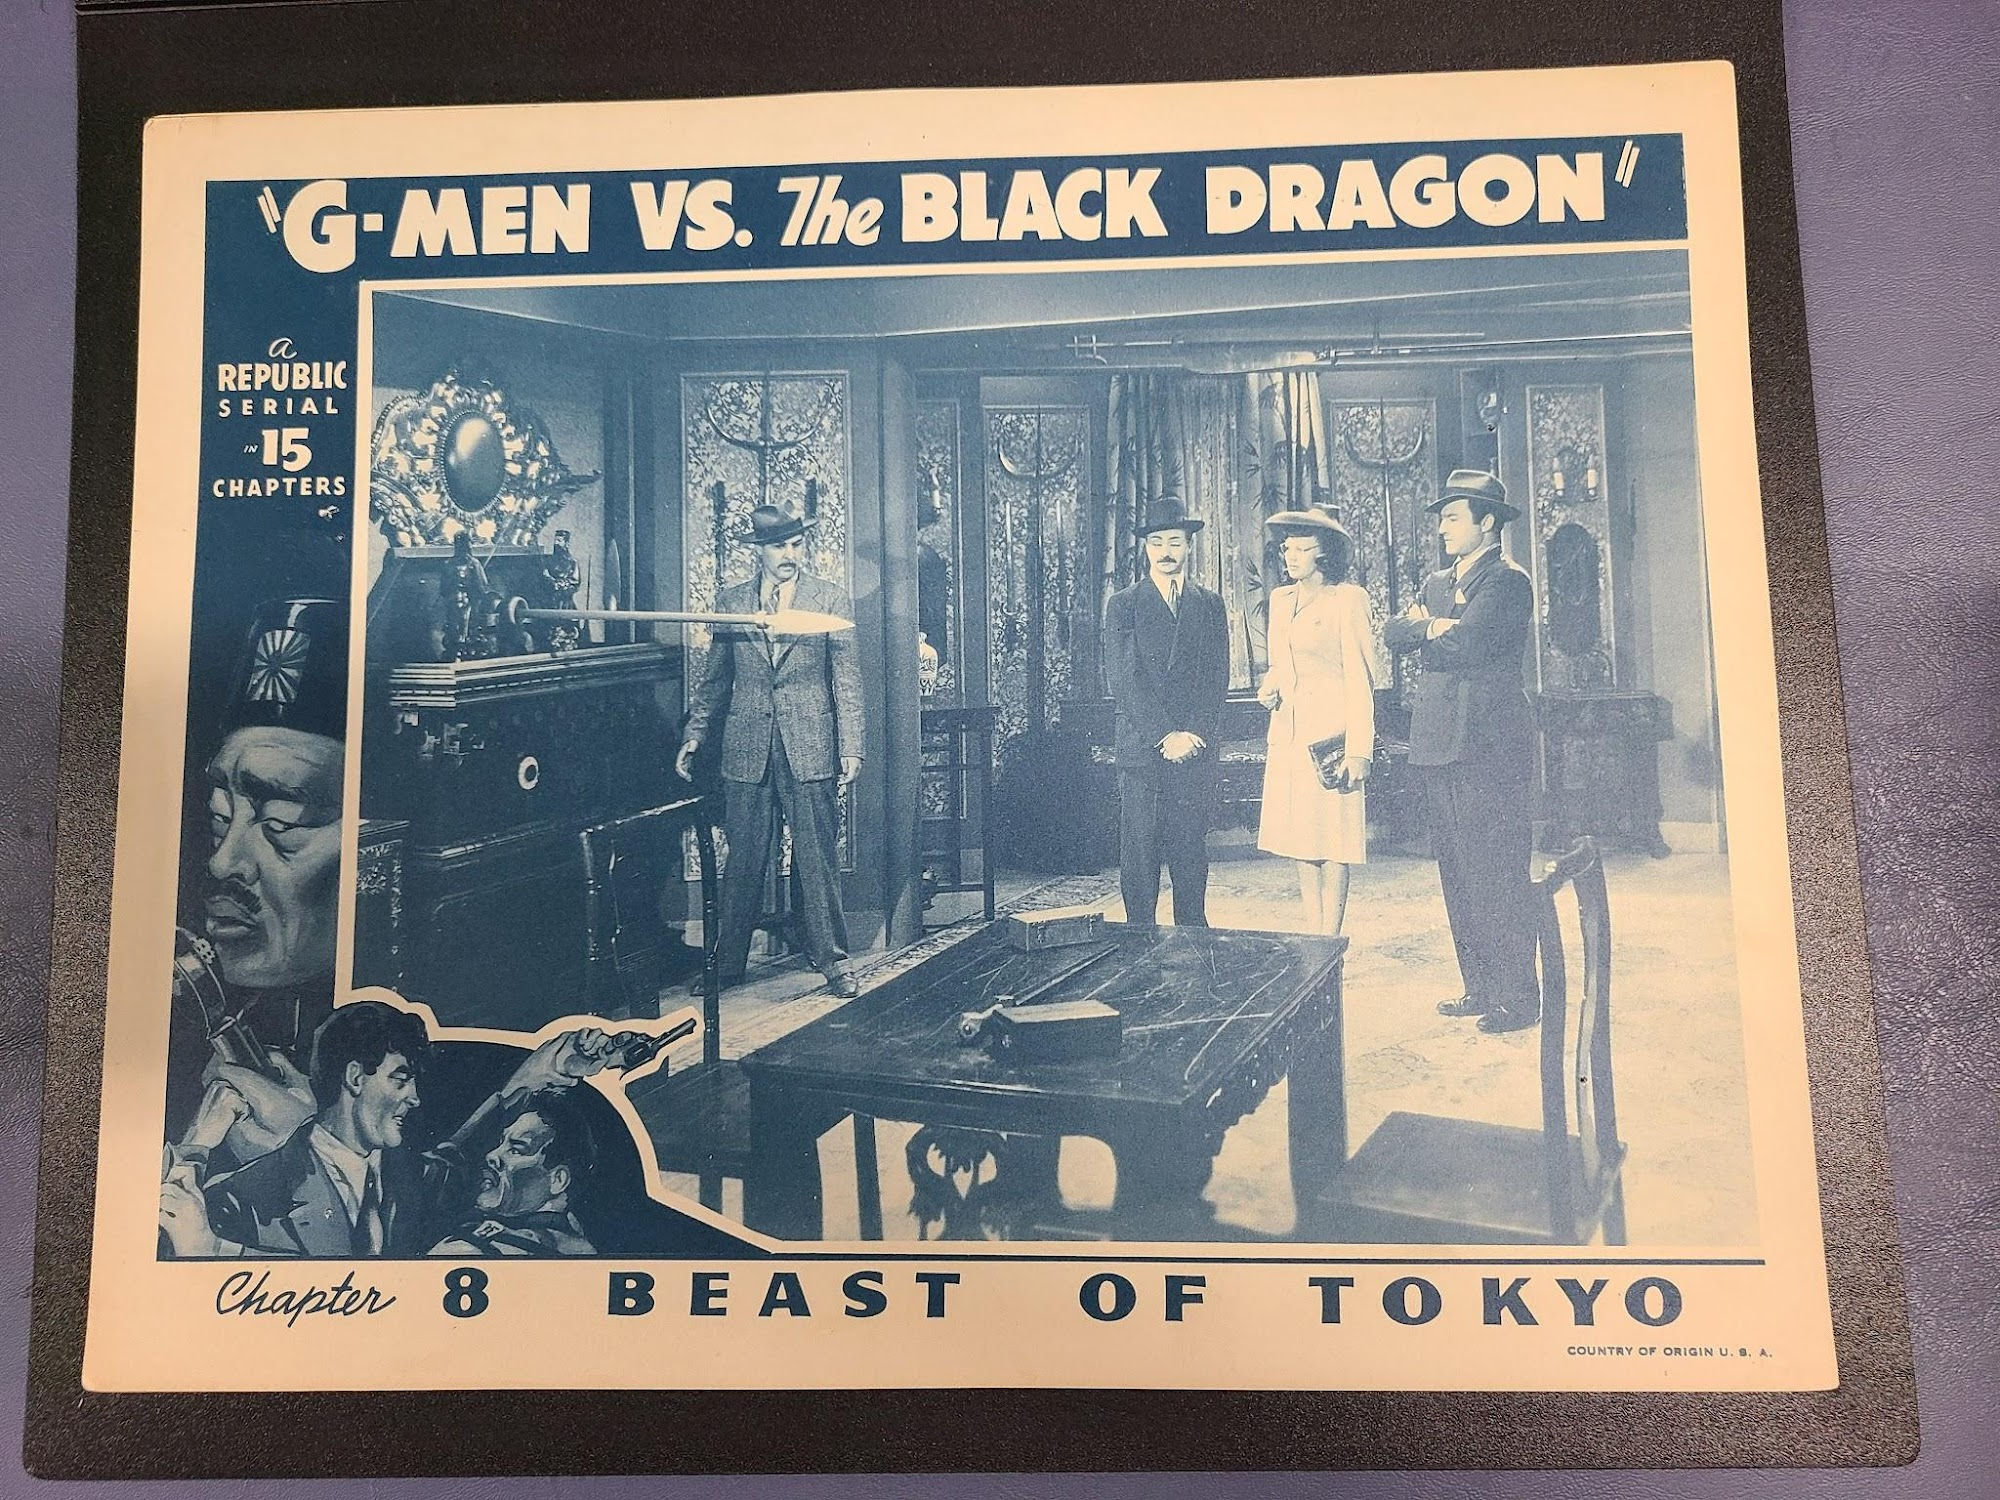 "G-MEN VS. The BLACK DRAGON"
a
REPUBLIC
SERIAL
IN 15
CHAPTERS
Chapter 8 BEAST OF TOKYO
COUNTRY OF ORIGIN U. S. A.